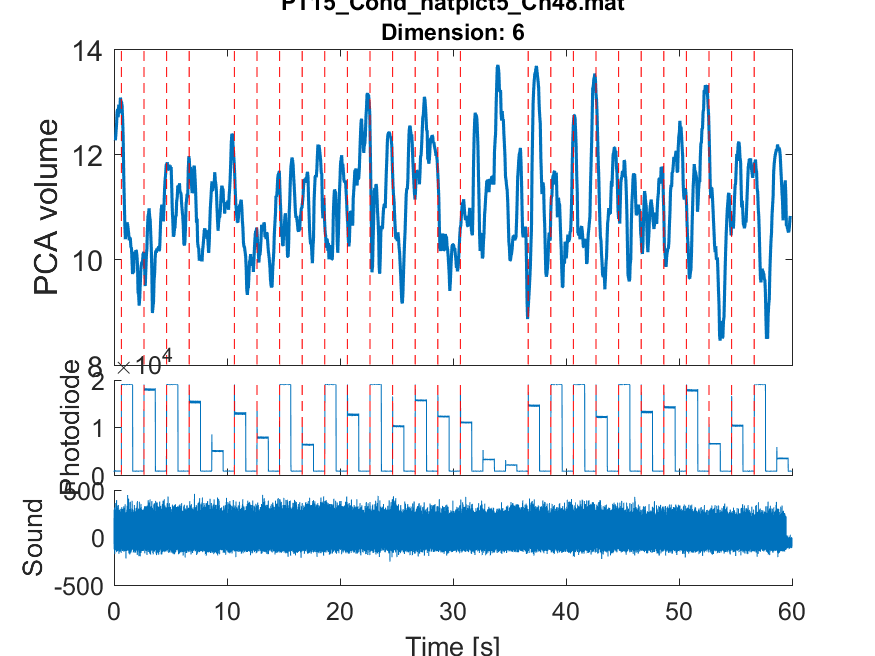 PT15_Cond_natpict5_Ch48.mat
Dimension: 6
PCA volume
14
12
10
8
×10⁴
Photodiode
2
1
0
Sound
500
0
-500
0 10 20 30 40 50 60
Time [s]